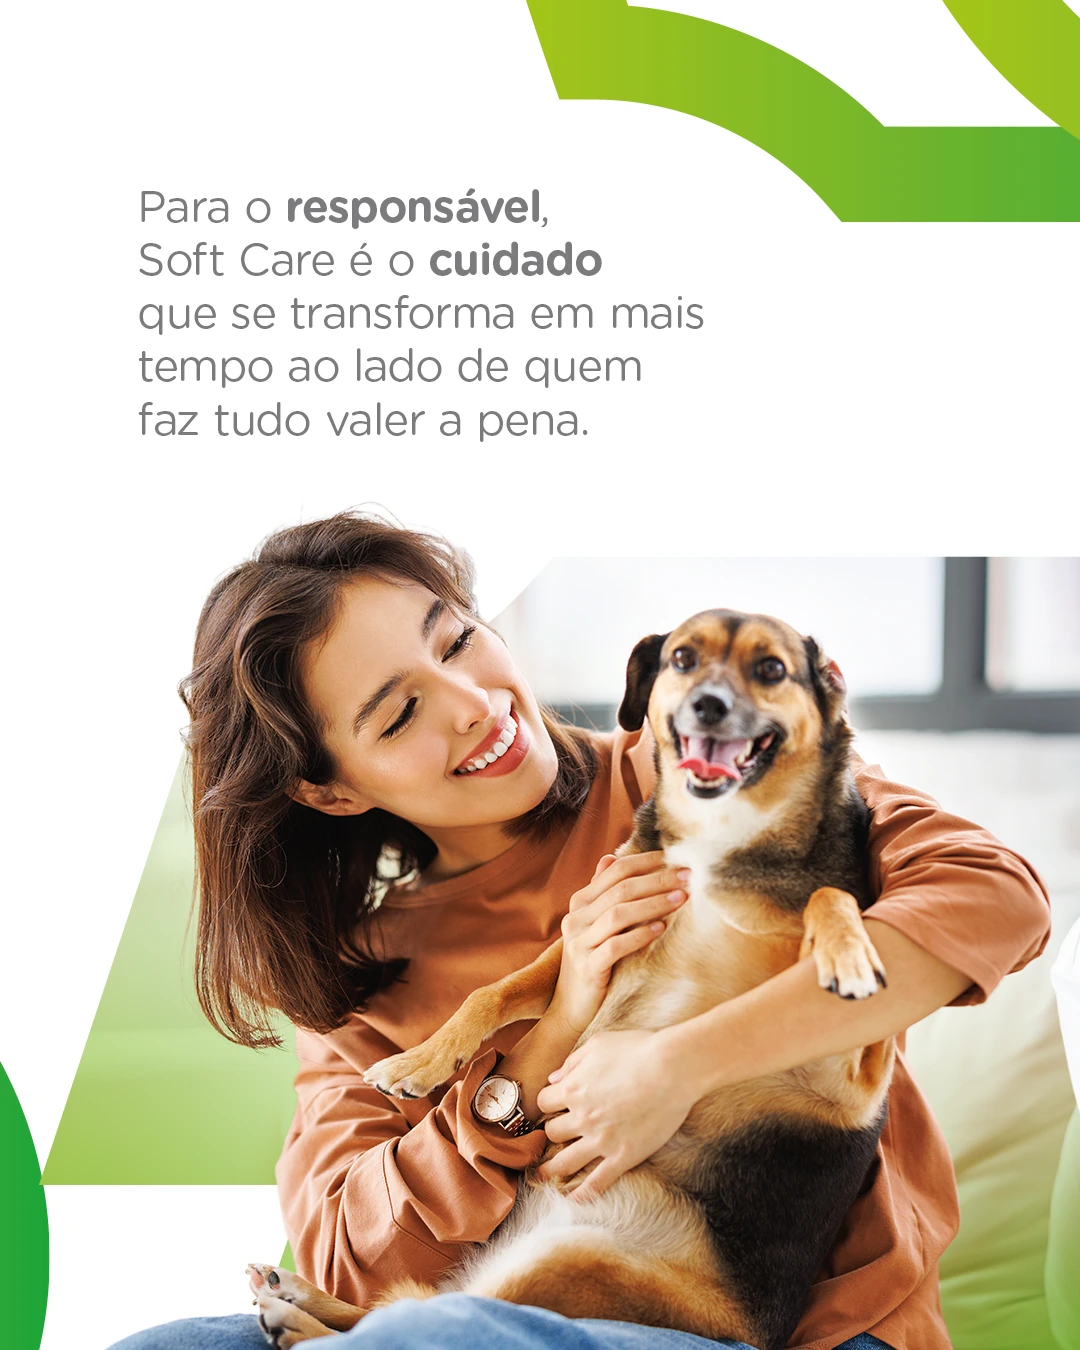 Para o responsável,
Soft Care é o cuidado
que se transforma em mais
tempo ao lado de quem
faz tudo valer a pena.